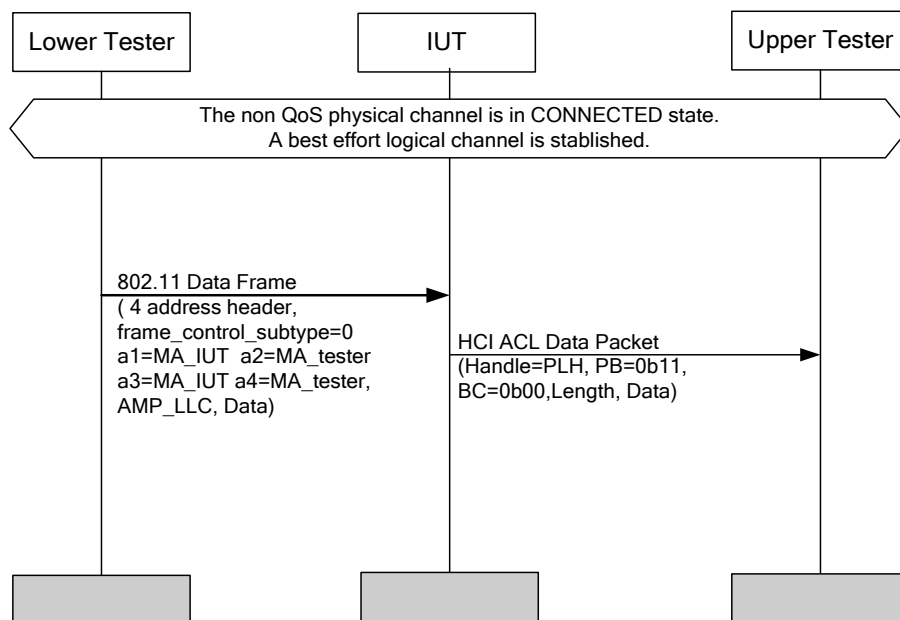 Lower Tester
IUT
Upper Tester
The non QoS physical channel is in CONNECTED state.
A best effort logical channel is stablished.
802.11 Data Frame
( 4 address header,
frame_control_subtype=0
a1=MA_IUT a2=MA_tester
a3=MA_IUT a4=MA_tester,
AMP_LLC, Data)
HCI ACL Data Packet
(Handle=PLH, PB=0b11,
BC=0b00,Length, Data)